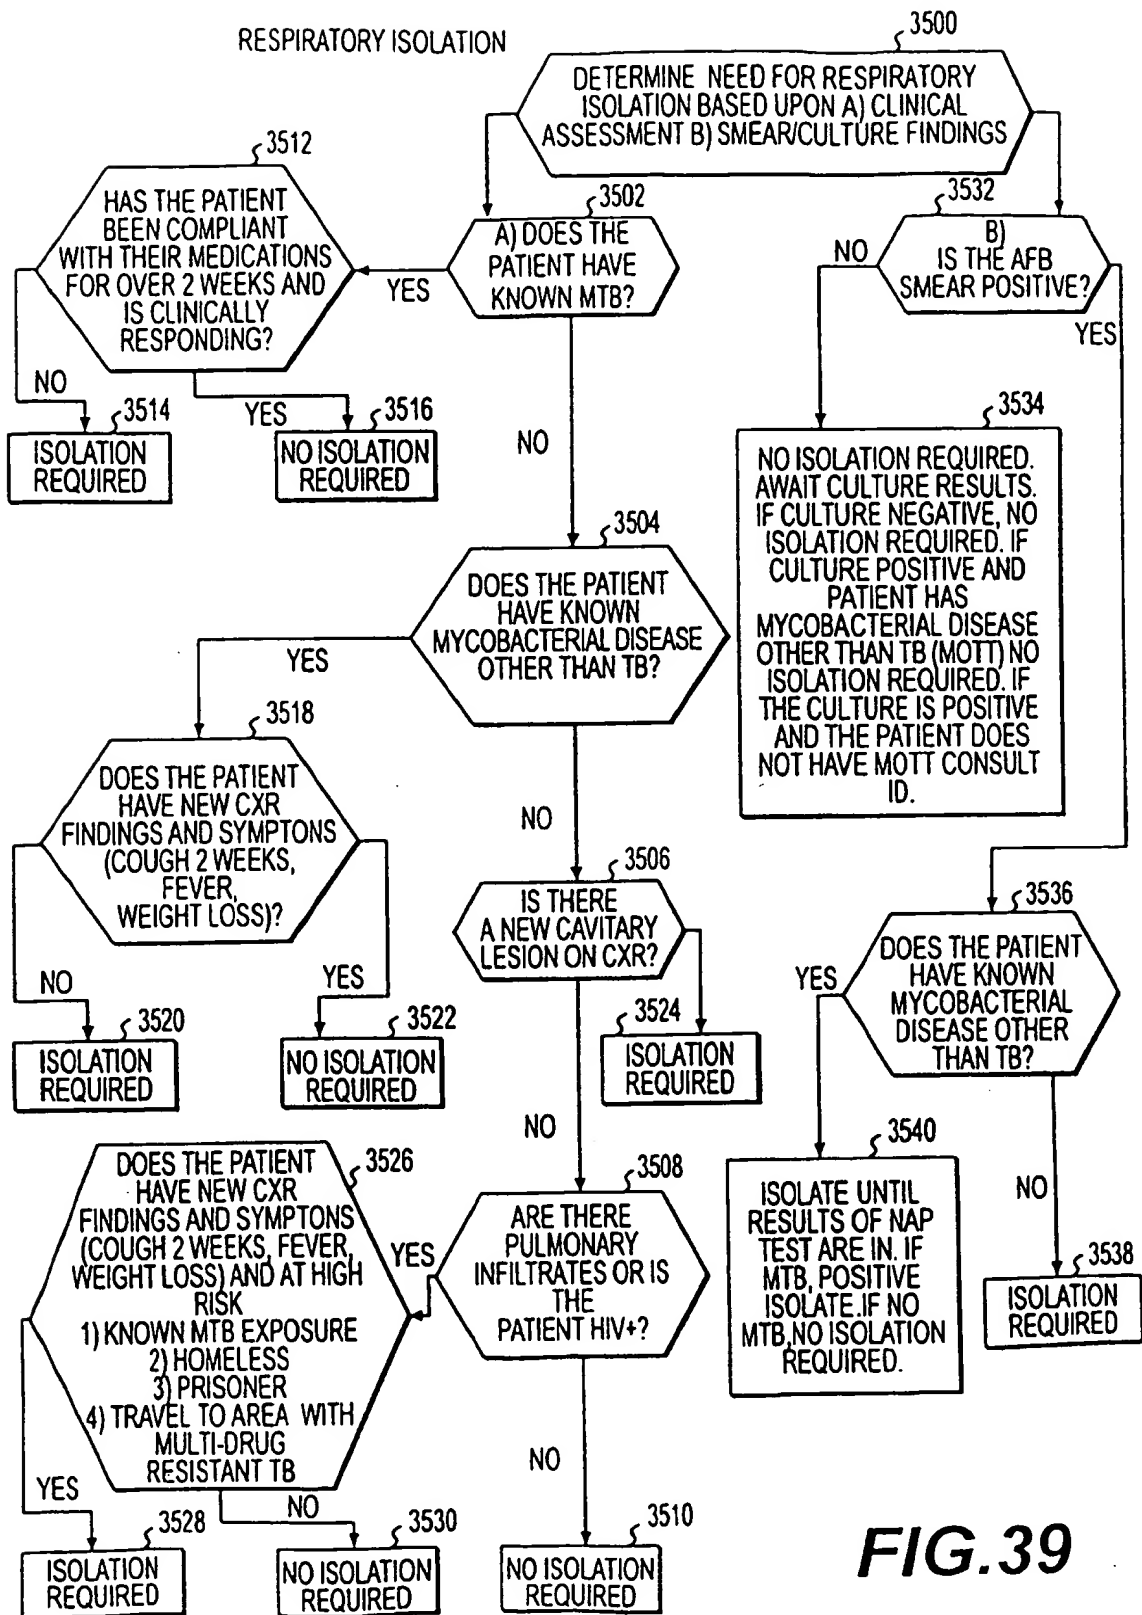 RESPIRATORY ISOLATION
3500
DETERMINE NEED FOR RESPIRATORY
ISOLATION BASED UPON A) CLINICAL
ASSESSMENT B) SMEAR/CULTURE FINDINGS
3512
HAS THE PATIENT
BEEN COMPLIANT
WITH THEIR MEDICATIONS
FOR OVER 2 WEEKS AND
IS CLINICALLY
RESPONDING?
3502
A) DOES THE
PATIENT HAVE
KNOWN MTB?
YES
3532
B)
IS THE AFB
SMEAR POSITIVE?
NO
YES
NO
3514
ISOLATION
REQUIRED
YES
3516
NO ISOLATION
REQUIRED
NO
3534
NO ISOLATION REQUIRED.
AWAIT CULTURE RESULTS.
IF CULTURE NEGATIVE, NO
ISOLATION REQUIRED. IF
CULTURE POSITIVE AND
PATIENT HAS
MYCOBACTERIAL DISEASE
OTHER THAN TB (MOTT) NO
ISOLATION REQUIRED. IF
THE CULTURE IS POSITIVE
AND THE PATIENT DOES
NOT HAVE MOTT CONSULT
ID.
3504
DOES THE PATIENT
HAVE KNOWN
MYCOBACTERIAL DISEASE
OTHER THAN TB?
YES
3518
DOES THE PATIENT
HAVE NEW CXR
FINDINGS AND SYMPTONS
(COUGH 2 WEEKS,
FEVER,
WEIGHT LOSS)?
NO
3506
IS THERE
A NEW CAVITARY
LESION ON CXR?
3536
DOES THE PATIENT
HAVE KNOWN
MYCOBACTERIAL
DISEASE OTHER
THAN TB?
YES
NO
3520
ISOLATION
REQUIRED
YES
3522
NO ISOLATION
REQUIRED
3524
ISOLATION
REQUIRED
NO
3526
DOES THE PATIENT
HAVE NEW CXR
FINDINGS AND SYMPTONS
(COUGH 2 WEEKS, FEVER,
WEIGHT LOSS) AND AT HIGH
RISK
1) KNOWN MTB EXPOSURE
2) HOMELESS
3) PRISONER
4) TRAVEL TO AREA WITH
MULTI-DRUG
RESISTANT TB
YES
3508
ARE THERE
PULMONARY
INFILTRATES OR IS
THE
PATIENT HIV+?
3540
ISOLATE UNTIL
RESULTS OF NAP
TEST ARE IN. IF
MTB, POSITIVE
ISOLATE.IF NO
MTB,NO ISOLATION
REQUIRED.
NO
3538
ISOLATION
REQUIRED
YES
3528
ISOLATION
REQUIRED
NO
3530
NO ISOLATION
REQUIRED
NO
3510
NO ISOLATION
REQUIRED
FIG.39